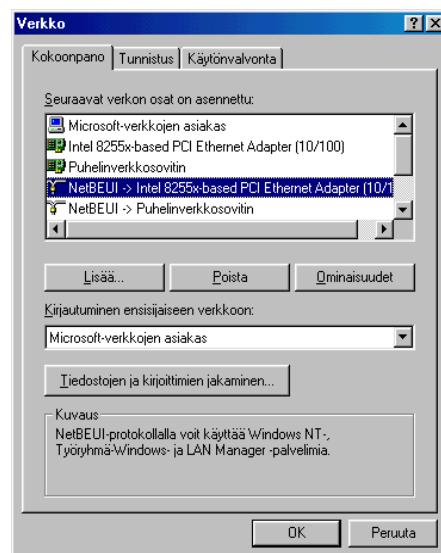 Verkko
Kokoonpano Tunnistus Käytönvalvonta
Seuraavat verkon osat on asennettu:
Microsoft-verkkojen asiakas
Intel 8255x-based PCI Ethernet Adapter (10/100)
Puhelinverkkosovitin
NetBEUI -> Intel 8255x-based PCI Ethernet Adapter (10/1
NetBEUI -> Puhelinverkkosovitin
Lisää... Poista Ominaisuudet
Kirjautuminen ensisijaiseen verkkoon:
Microsoft-verkkojen asiakas
Tiedostojen ja kirjoittimien jakaminen...
Kuvaus
NetBEUI-protokollalla voit käyttää Windows NT-,
Työryhmä-Windows- ja LAN Manager -palvelimia.
OK Peruuta